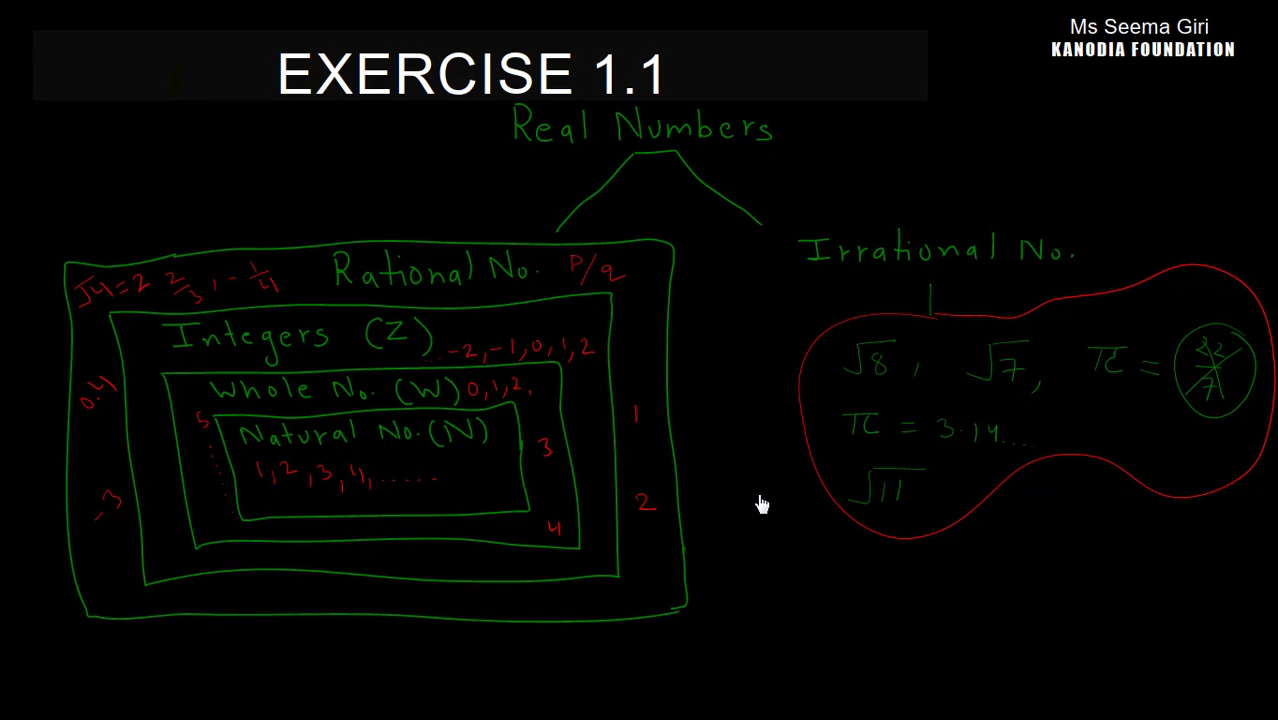 Ms Seema Giri
KANODIA FOUNDATION
EXERCISE 1.1
Real Numbers
Rational No. P/q
√4=2 2/3, -1/4
Integers (Z)
... -2, -1, 0, 1, 2
Whole No. (W) 0, 1, 2,
Natural No. (N)
1, 2, 3, 4, ......
0.4
-3
5
3
4
1
2
Irrational No.
√8, √7, π = 22/7
π = 3.14....
√11